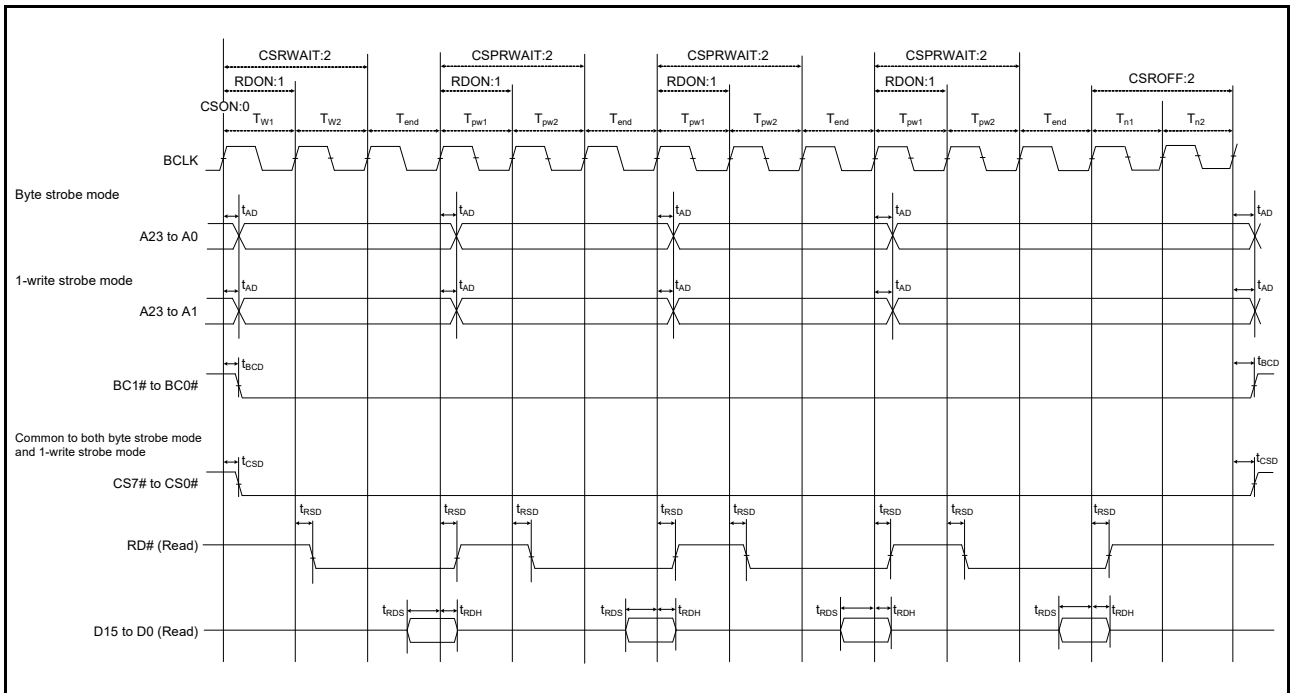 CSRWAIT:2 CSPRWAIT:2 CSPRWAIT:2 CSPRWAIT:2
RDON:1 RDON:1 RDON:1 RDON:1 CSROFF:2
CSON:0
TW1 TW2 Tend Tpw1 Tpw2 Tend Tpw1 Tpw2 Tend Tpw1 Tpw2 Tend Tn1 Tn2
BCLK
Byte strobe mode
tAD tAD tAD tAD tAD
A23 to A0
1-write strobe mode
tAD tAD tAD tAD tAD
A23 to A1
tBCD tBCD
BC1# to BC0#
Common to both byte strobe mode
and 1-write strobe mode
tCSD tCSD
CS7# to CS0#
tRSD tRSD tRSD tRSD tRSD tRSD tRSD tRSD
RD# (Read)
tRDS tRDH tRDS tRDH tRDS tRDH tRDS tRDH
D15 to D0 (Read)